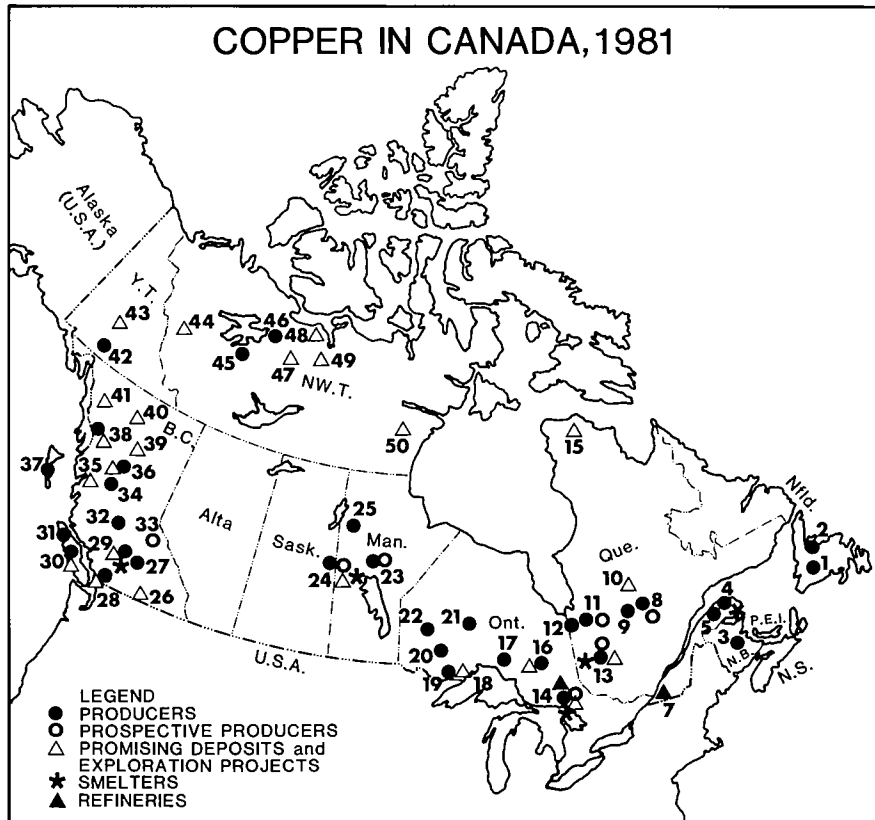 COPPER IN CANADA, 1981
Alaska
(U.S.A.)
Y.T.
43
44
42
46
48
45
47
49
NW.T.
41
40
B.C.
38
39
37
35
36
34
50
15
Nfld.
32
33
31
29
30
27
28
26
Alta
Sask.
25
Man.
24
23
U.S.A.
22
21
Ont.
20
17
16
19
18
14
12
11
13
Que.
10
9
8
7
4
5
P.E.I.
3
N.B.
N.S.
2
1
LEGEND
PRODUCERS
PROSPECTIVE PRODUCERS
PROMISING DEPOSITS and
EXPLORATION PROJECTS
SMELTERS
REFINERIES